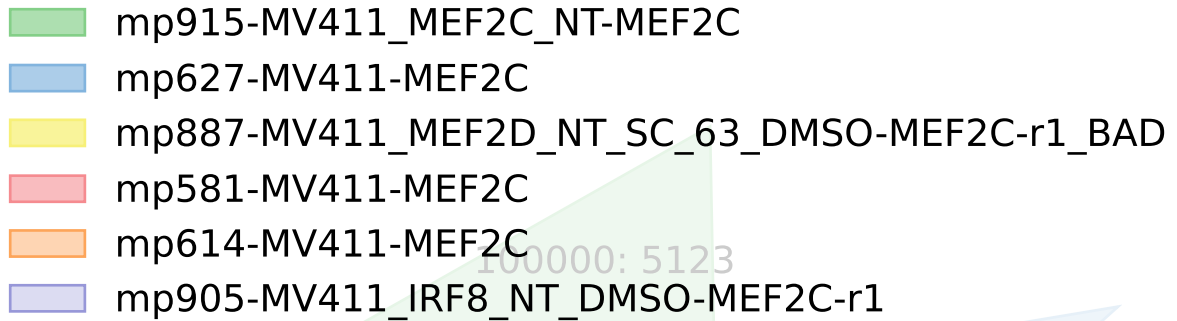 mp915-MV411_MEF2C_NT-MEF2C
mp627-MV411-MEF2C
mp887-MV411_MEF2D_NT_SC_63_DMSO-MEF2C-r1_BAD
mp581-MV411-MEF2C
mp614-MV411-MEF2C
100000: 5123
mp905-MV411_IRF8_NT_DMSO-MEF2C-r1